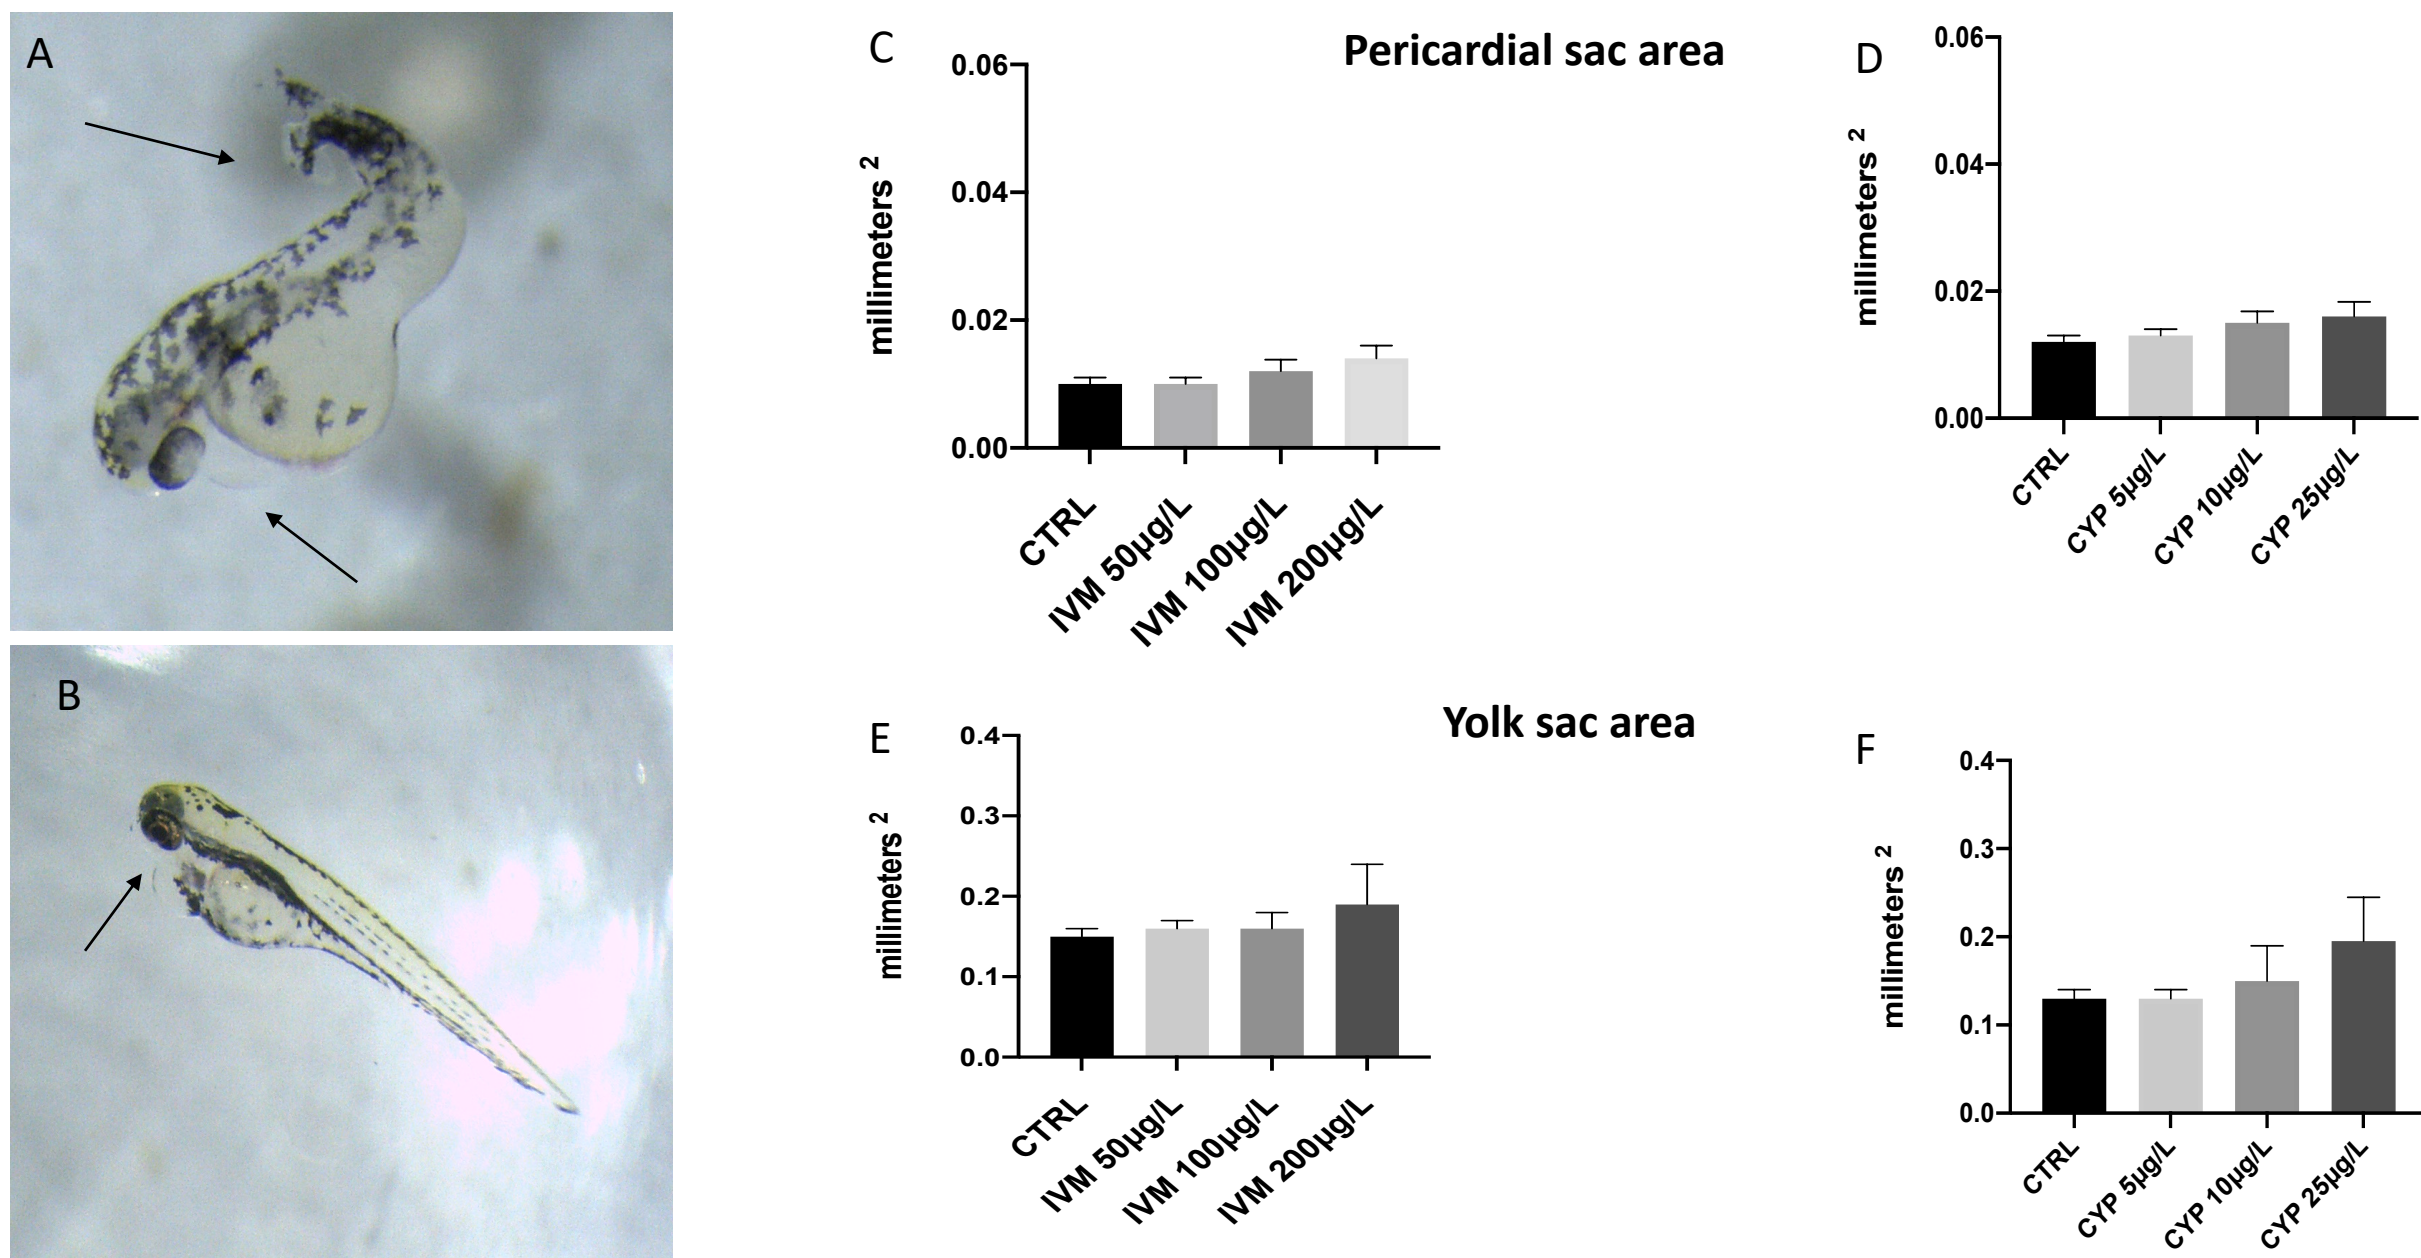 A
B
C
Pericardial sac area
D
0.06
0.04
0.02
0.00
millimeters 2
CTRL
IVM 50µg/L
IVM 100µg/L
IVM 200µg/L
0.06
0.04
0.02
0.00
millimeters 2
CTRL
CYP 5µg/L
CYP 10µg/L
CYP 25µg/L
E
Yolk sac area
F
0.4
0.3
0.2
0.1
0.0
millimeters 2
CTRL
IVM 50µg/L
IVM 100µg/L
IVM 200µg/L
0.4
0.3
0.2
0.1
0.0
millimeters 2
CTRL
CYP 5µg/L
CYP 10µg/L
CYP 25µg/L